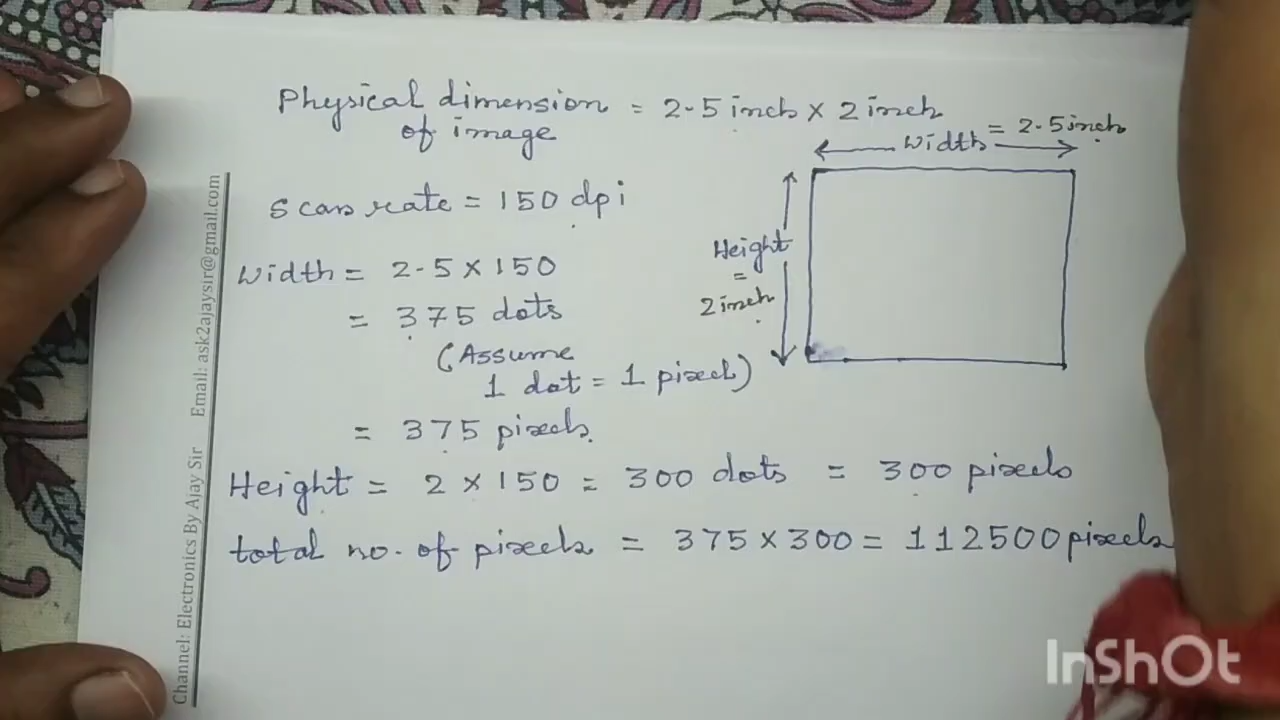 Physical dimension = 2.5 inch × 2 inch
of image
Width = 2.5 inch
Scan rate = 150 dpi
Height
=
2 inch
Width = 2.5 × 150
= 375 dots
(Assume
1 dot = 1 pixel)
= 375 pixels.
Height = 2 × 150 = 300 dots = 300 pixels
total no. of pixels = 375 × 300 = 112500 pixels
Channel: Electronics By Ajay Sir Email: ask2ajaysir@gmail.com
InShOt